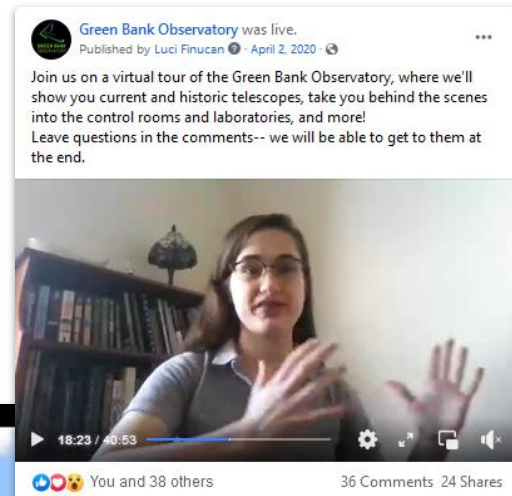 Green Bank Observatory was live.
Published by Luci Finucan · April 2, 2020 ·
Join us on a virtual tour of the Green Bank Observatory, where we'll
show you current and historic telescopes, take you behind the scenes
into the control rooms and laboratories, and more!
Leave questions in the comments-- we will be able to get to them at
the end.
18:23 / 40:53
You and 38 others
36 Comments 24 Shares